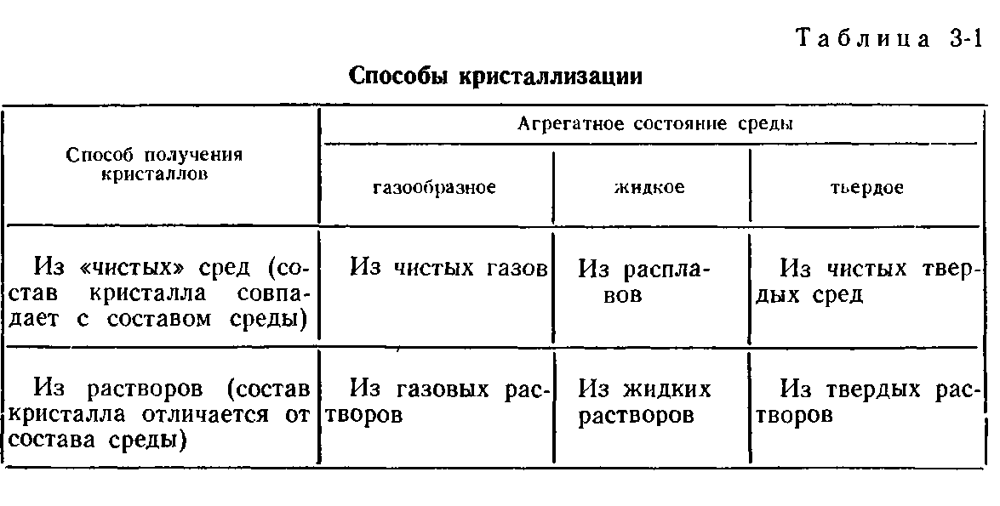 Таблица 3-1
Способы кристаллизации
Способ получения
кристаллов
Агрегатное состояние среды
газообразное
жидкое
твердое
Из «чистых» сред (со-
став кристалла совпа-
дает с составом среды)
Из чистых газов
Из распла-
вов
Из чистых твер-
дых сред
Из растворов (состав
кристалла отличается от
состава среды)
Из газовых рас-
творов
Из жидких
растворов
Из твердых рас-
творов